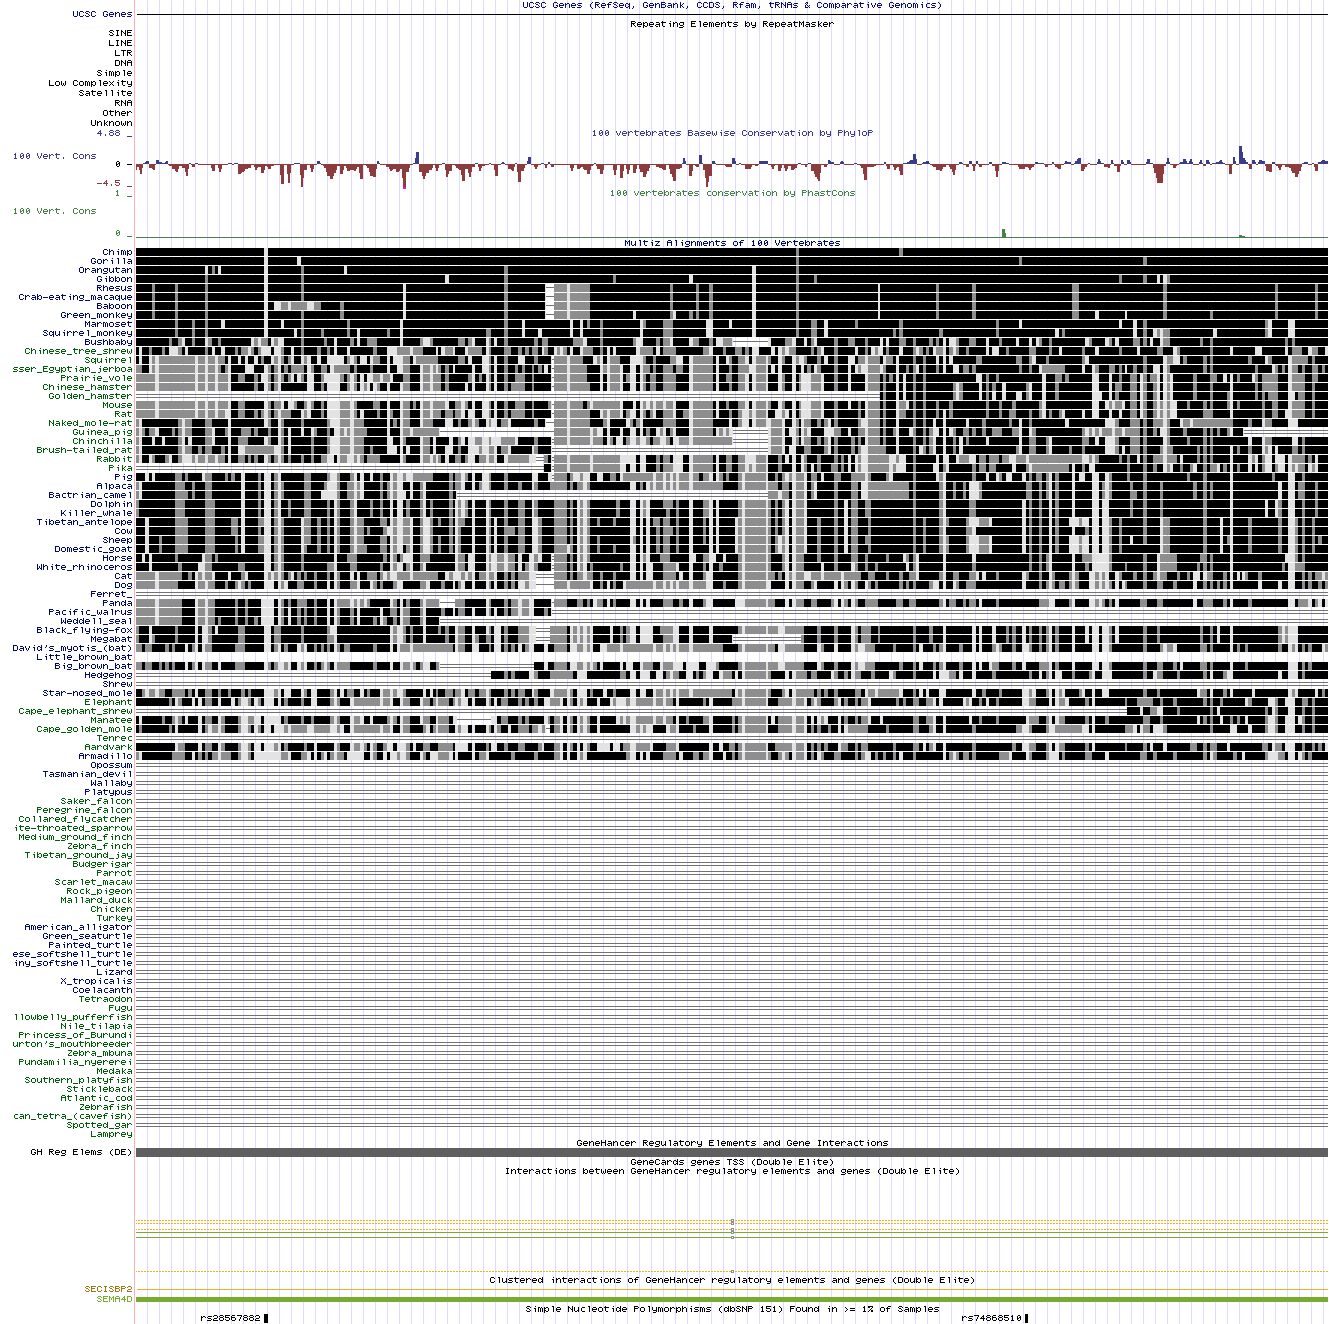 UCSC Genes (RefSeq, GenBank, CCDS, Rfam, tRNAs & Comparative Genomics)
UCSC Genes
Repeating Elements by RepeatMasker
SINE
LINE
LTR
DNA
Simple
Low Complexity
Satellite
RNA
Other
Unknown
4.88 _
100 vertebrates Basewise Conservation by PhyloP
100 Vert. Cons
0 _
-4.5 _
100 vertebrates conservation by PhastCons
1 _
100 Vert. Cons
0 _
Multiz Alignments of 100 Vertebrates
Chimp
Gorilla
Orangutan
Gibbon
Rhesus
Crab-eating_macaque
Baboon
Green_monkey
Marmoset
Squirrel_monkey
Bushbaby
Chinese_tree_shrew
Squirrel
sser_Egyptian_jerboa
Prairie_vole
Chinese_hamster
Golden_hamster
Mouse
Rat
Naked_mole-rat
Guinea_pig
Chinchilla
Brush-tailed_rat
Rabbit
Pika
Pig
Alpaca
Bactrian_camel
Dolphin
Killer_whale
Tibetan_antelope
Cow
Sheep
Domestic_goat
Horse
White_rhinoceros
Cat
Dog
Ferret_
Panda
Pacific_walrus
Weddell_seal
Black_flying-fox
Megabat
David's_myotis_(bat)
Little_brown_bat
Big_brown_bat
Hedgehog
Shrew
Star-nosed_mole
Elephant
Cape_elephant_shrew
Manatee
Cape_golden_mole
Tenrec
Aardvark
Armadillo
Opossum
Tasmanian_devil
Wallaby
Platypus
Saker_falcon
Peregrine_falcon
Collared_flycatcher
ite-throated_sparrow
Medium_ground_finch
Zebra_finch
Tibetan_ground_jay
Budgerigar
Parrot
Scarlet_macaw
Rock_pigeon
Mallard_duck
Chicken
Turkey
American_alligator
Green_seaturtle
Painted_turtle
ese_softshell_turtle
iny_softshell_turtle
Lizard
X_tropicalis
Coelacanth
Tetraodon
Fugu
llowbelly_pufferfish
Nile_tilapia
Princess_of_Burundi
urton's_mouthbreeder
Zebra_mbuna
Pundamilia_nyererei
Medaka
Southern_platyfish
Stickleback
Atlantic_cod
Zebrafish
can_tetra_(cavefish)
Spotted_gar
Lamprey
GeneHancer Regulatory Elements and Gene Interactions
GH Reg Elems (DE)
GeneCards genes TSS (Double Elite)
Interactions between GeneHancer regulatory elements and genes (Double Elite)
Clustered interactions of GeneHancer regulatory elements and genes (Double Elite)
SECISBP2
SEMA4D
Simple Nucleotide Polymorphisms (dbSNP 151) Found in >= 1% of Samples
rs28567882 rs74868510